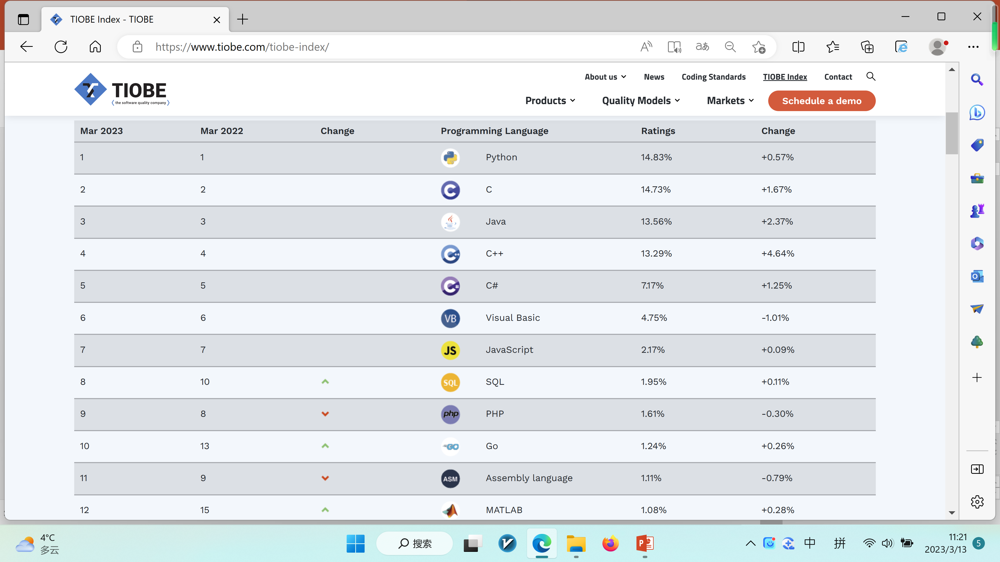 TIOBE Index - TIOBE
https://www.tiobe.com/tiobe-index/
About us News Coding Standards TIOBE Index Contact
TIOBE
the software quality company
Products Quality Models Markets Schedule a demo
Mar 2023 Mar 2022 Change Programming Language Ratings Change
1 1 Python 14.83% +0.57%
2 2 C 14.73% +1.67%
3 3 Java 13.56% +2.37%
4 4 C++ 13.29% +4.64%
5 5 C# 7.17% +1.25%
6 6 VB Visual Basic 4.75% -1.01%
7 7 JS JavaScript 2.17% +0.09%
8 10 SQL SQL 1.95% +0.11%
9 8 php PHP 1.61% -0.30%
10 13 GO Go 1.24% +0.26%
11 9 ASM Assembly language 1.11% -0.79%
12 15 MATLAB 1.08% +0.28%
4°C
多云
搜索
中 拼
11:21
2023/3/13
5